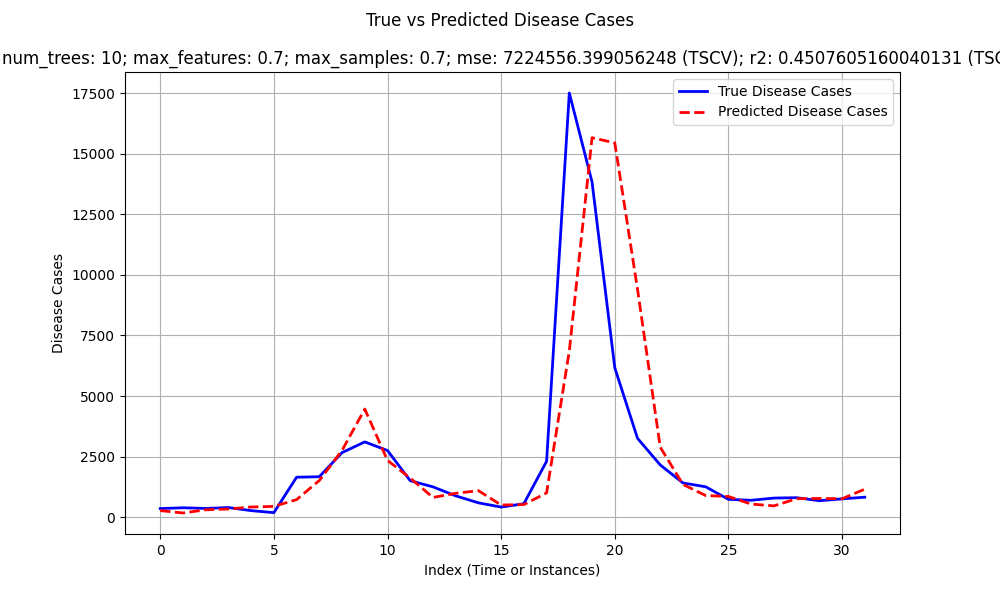 True vs Predicted Disease Cases
num_trees: 10; max_features: 0.7; max_samples: 0.7; mse: 7224556.399056248 (TSCV); r2: 0.4507605160040131 (TSC
True Disease Cases
Predicted Disease Cases
17500
15000
12500
10000
7500
5000
2500
0
Disease Cases
0 5 10 15 20 25 30
Index (Time or Instances)